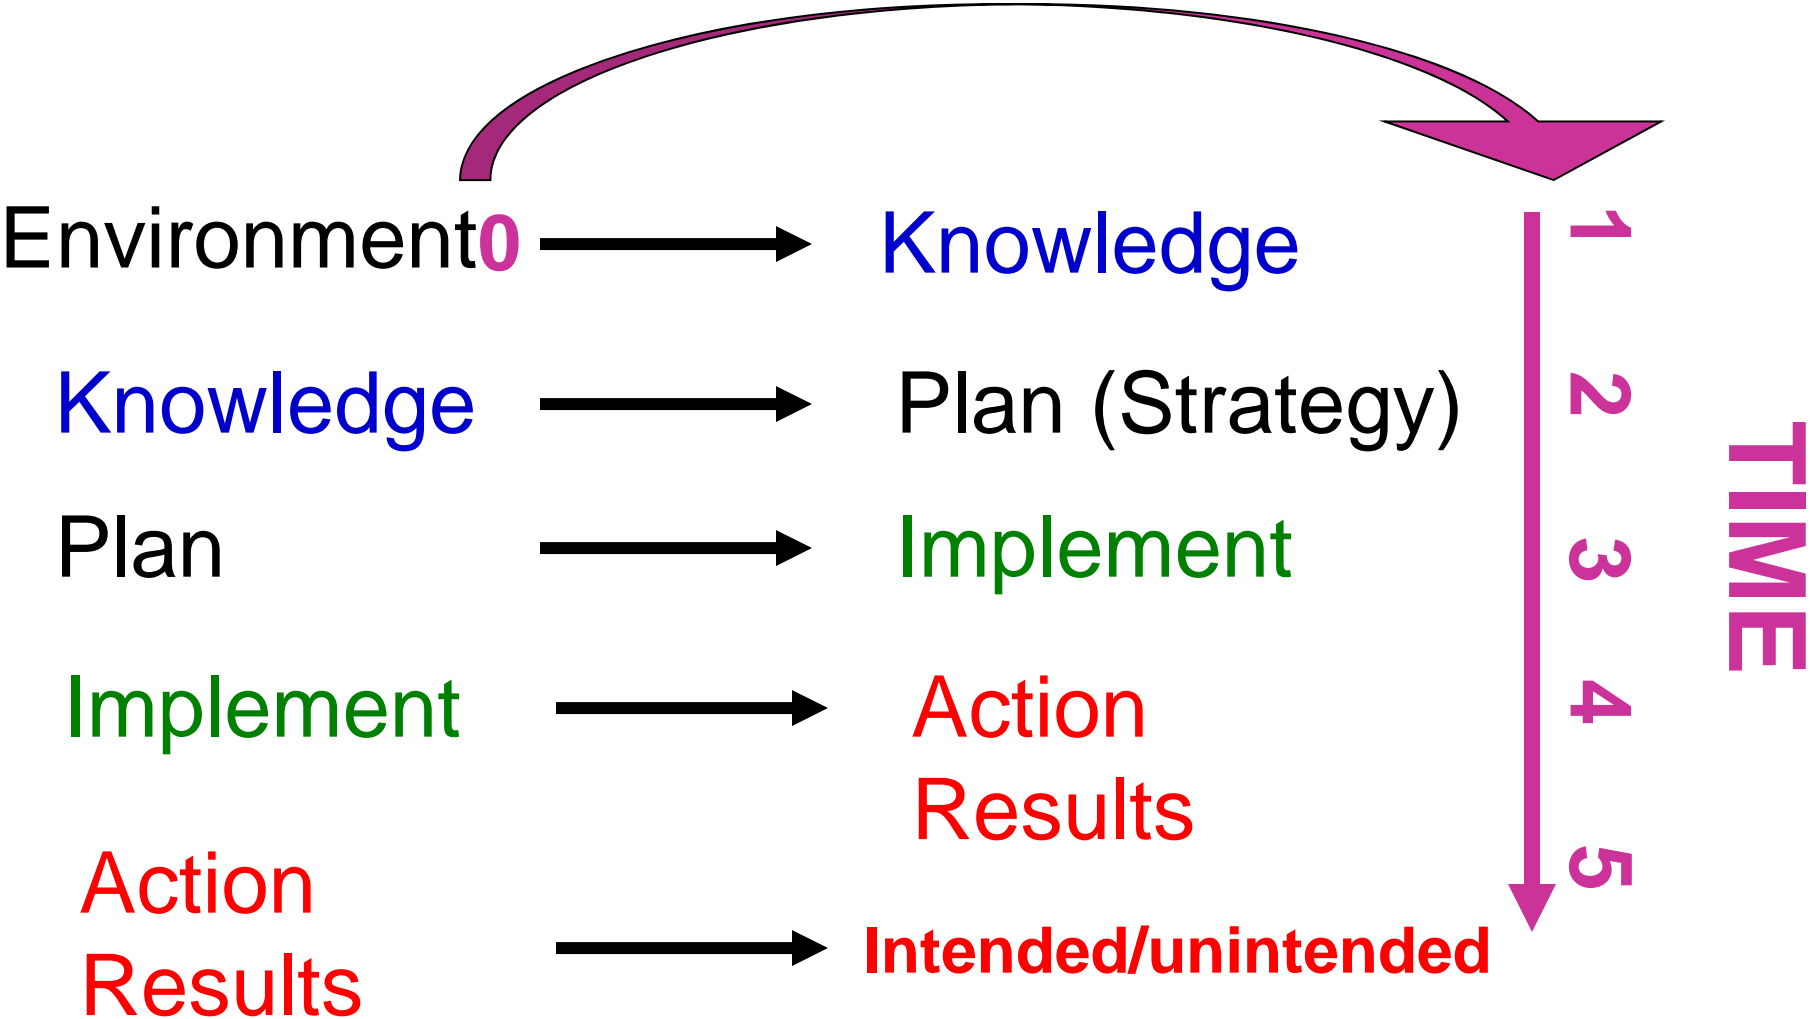 Environment0 Knowledge
Knowledge Plan (Strategy)
Plan Implement
Implement Action
Results
Action
Results Intended/unintended
1 2 3 4 5
TIME